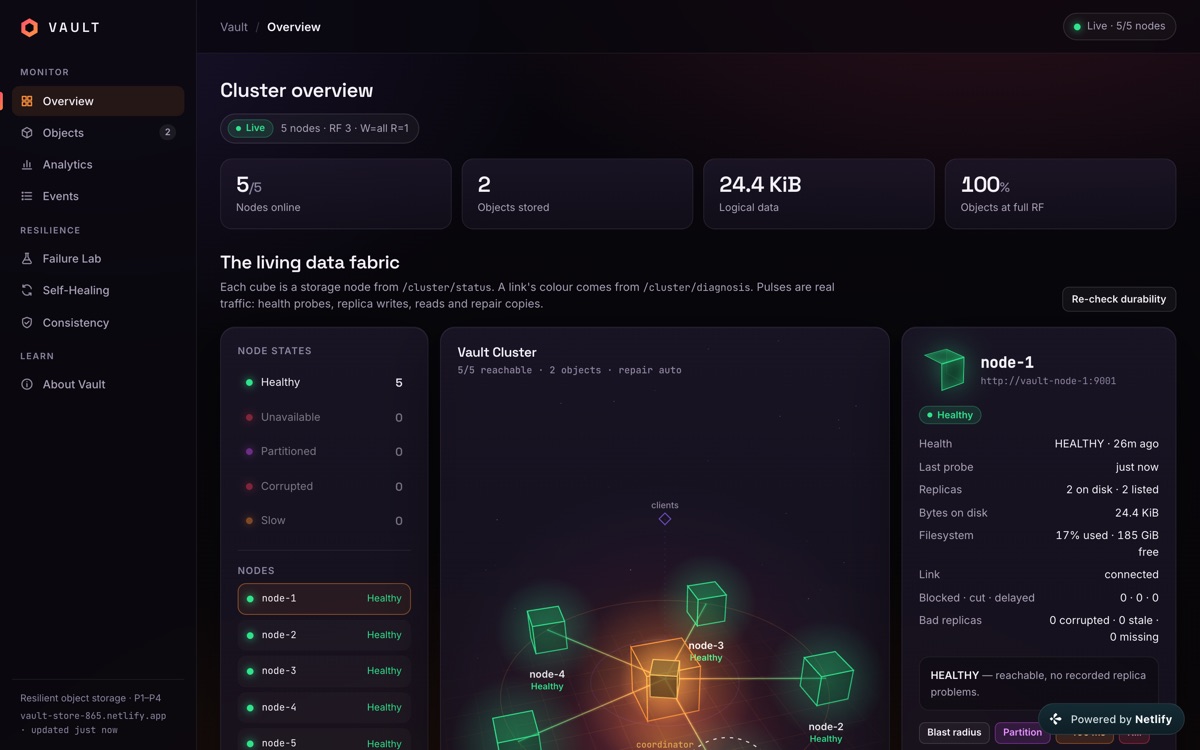 VAULT
Vault / Overview
Live · 5/5 nodes
MONITOR
Overview
Objects 2
Analytics
Events
RESILIENCE
Failure Lab
Self-Healing
Consistency
LEARN
About Vault
Resilient object storage · P1–P4
vault-store-865.netlify.app
· updated just now
Cluster overview
Live 5 nodes · RF 3 · W=all R=1
5/5
Nodes online
2
Objects stored
24.4 KiB
Logical data
100%
Objects at full RF
The living data fabric
Each cube is a storage node from /cluster/status. A link's colour comes from /cluster/diagnosis. Pulses are real
traffic: health probes, replica writes, reads and repair copies.
Re-check durability
NODE STATES
Healthy 5
Unavailable 0
Partitioned 0
Corrupted 0
Slow 0
NODES
node-1 Healthy
node-2 Healthy
node-3 Healthy
node-4 Healthy
node-5 Healthy
Vault Cluster
5/5 reachable · 2 objects · repair auto
clients
node-3
Healthy
node-4
Healthy
node-2
Healthy
coordinator
node-1
http://vault-node-1:9001
Healthy
Health HEALTHY · 26m ago
Last probe just now
Replicas 2 on disk · 2 listed
Bytes on disk 24.4 KiB
Filesystem 17% used · 185 GiB
free
Link connected
Blocked · cut · delayed 0 · 0 · 0
Bad replicas 0 corrupted · 0 stale ·
0 missing
HEALTHY — reachable, no recorded replica
problems.
Blast radius Partition
Powered by Netlify